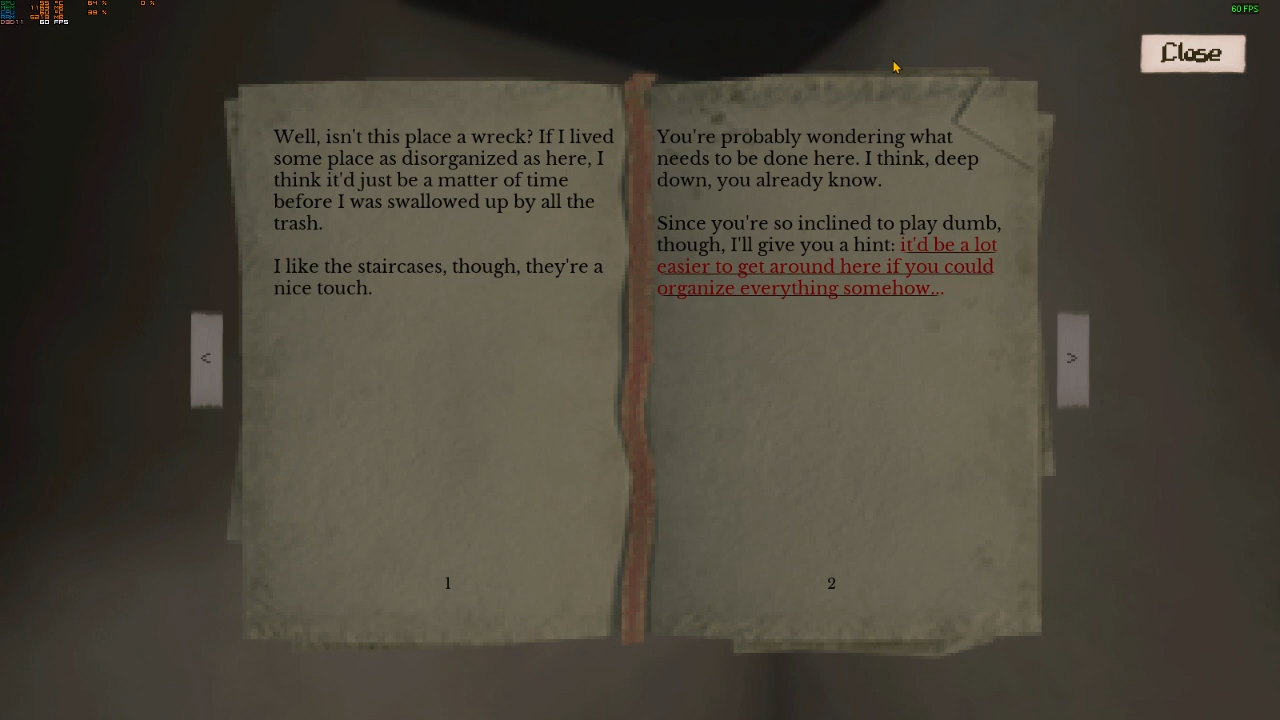 60 FPS
60 FPS
Close
Well, isn't this place a wreck? If I lived
some place as disorganized as here, I
think it'd just be a matter of time
before I was swallowed up by all the
trash.
I like the staircases, though, they're a
nice touch.
1
You're probably wondering what
needs to be done here. I think, deep
down, you already know.
Since you're so inclined to play dumb,
though, I'll give you a hint: it'd be a lot
easier to get around here if you could
organize everything somehow...
2
<
>